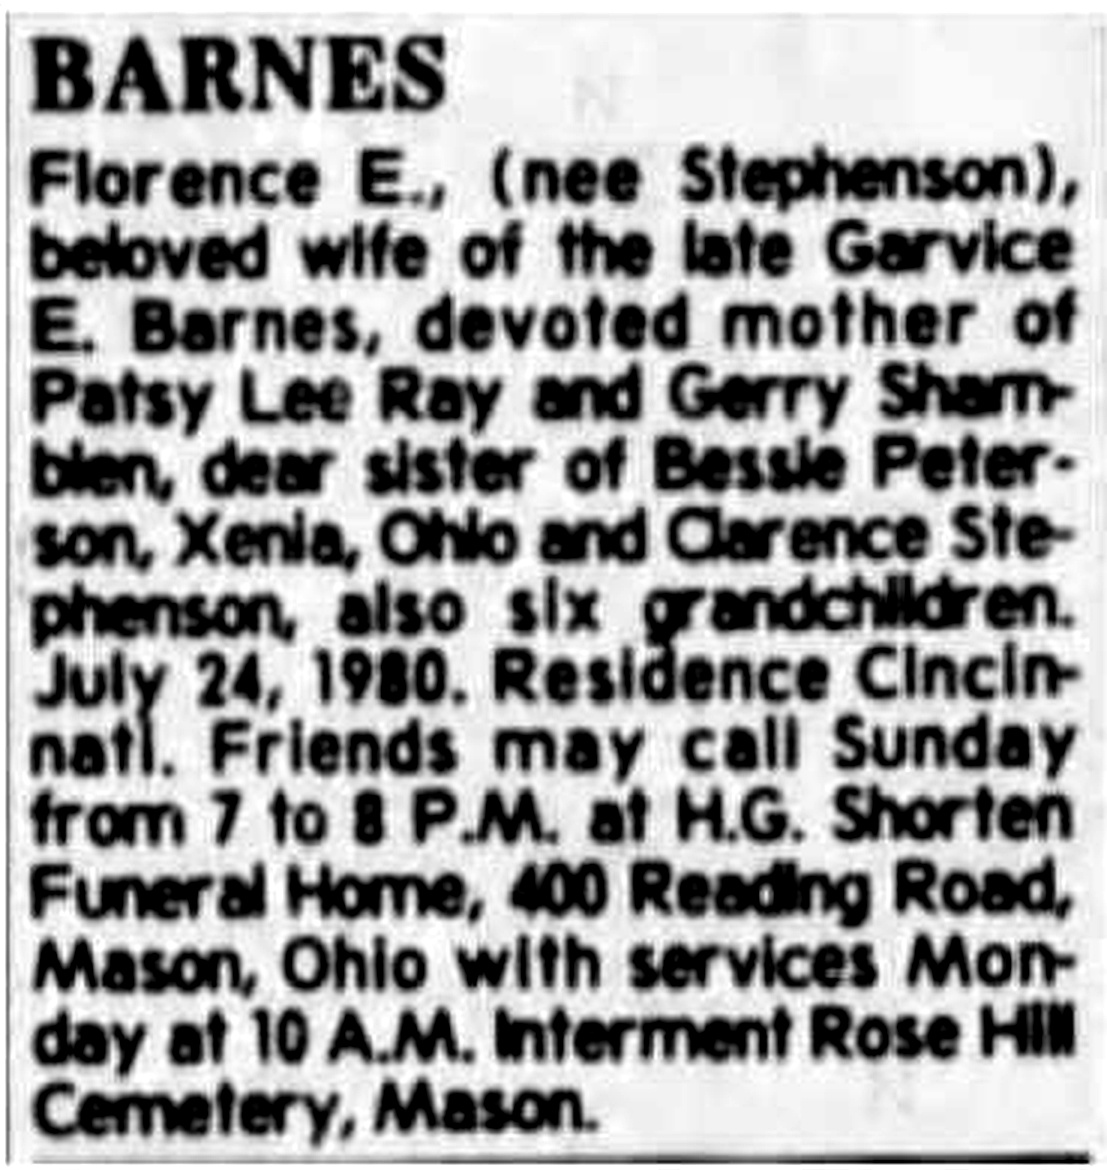 BARNES
Florence E., (nee Stephenson),
beloved wife of the late Garvice
E. Barnes, devoted mother of
Patsy Lee Ray and Gerry Sham-
bien, dear sister of Bessie Peter-
son, Xenia, Ohio and Clarence Ste-
phenson, also six grandchildren.
July 24, 1980. Residence Cincin-
nati. Friends may call Sunday
from 7 to 8 P.M. at H.G. Shorten
Funeral Home, 400 Reading Road,
Mason, Ohio with services Mon-
day at 10 A.M. Interment Rose Hill
Cemetery, Mason.